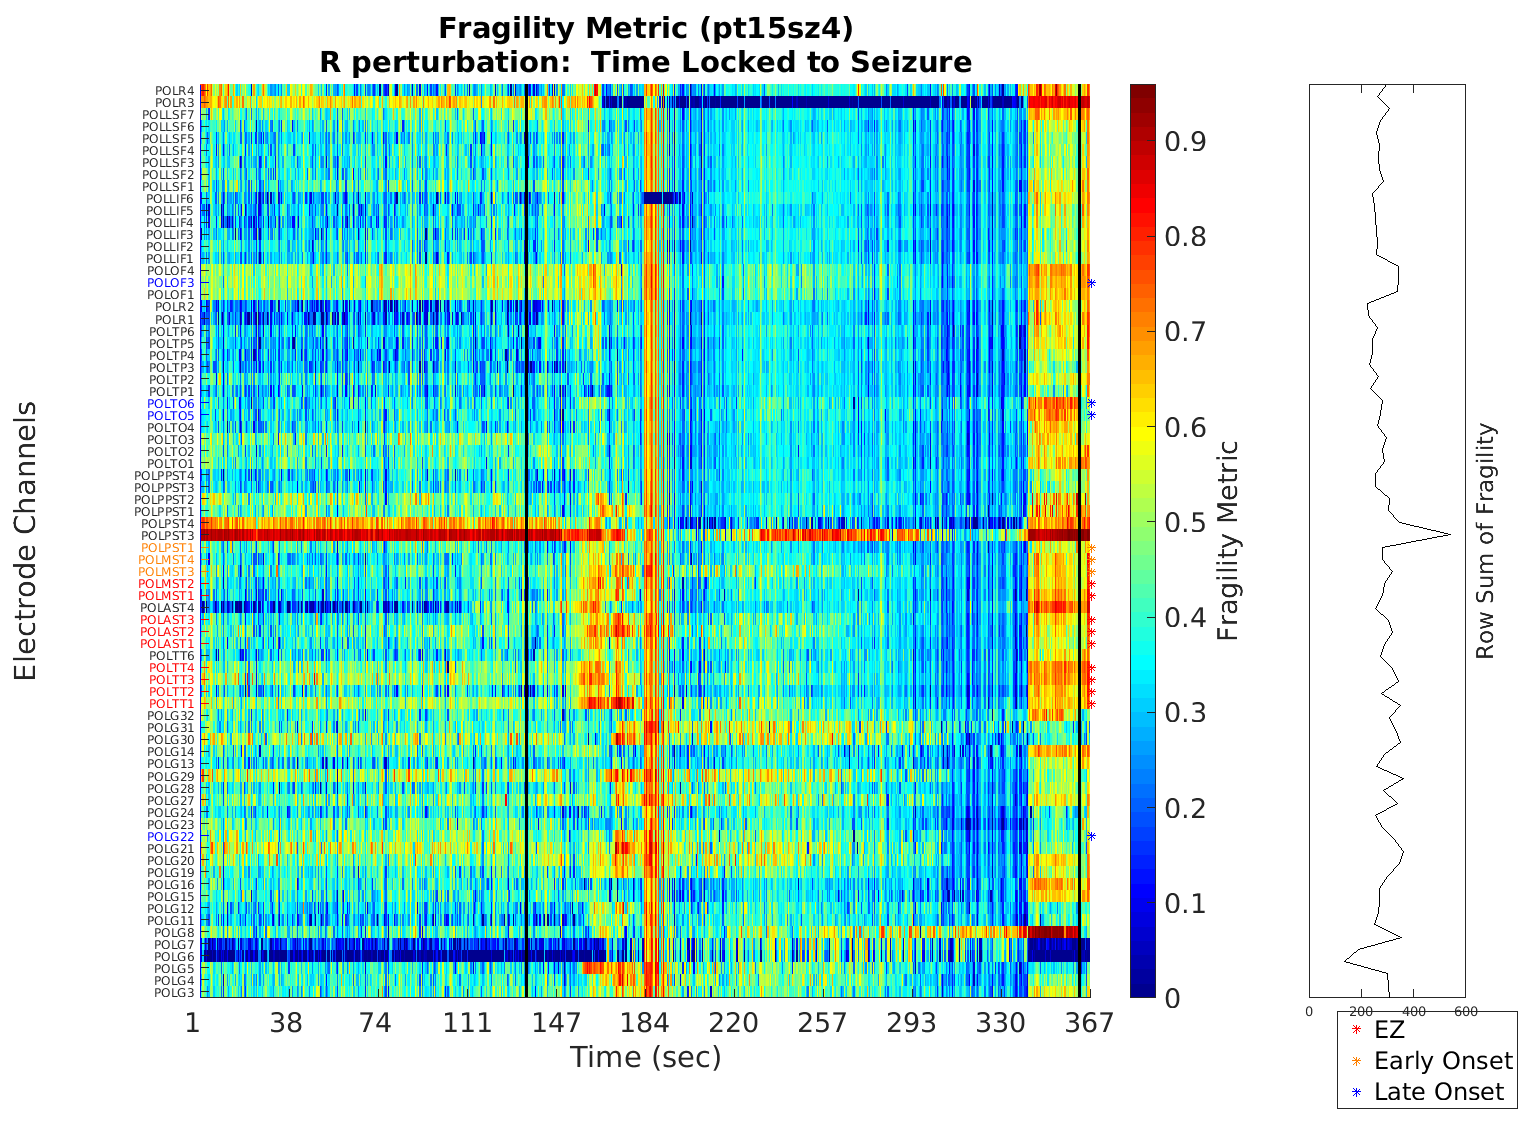 Fragility Metric (pt15sz4)
R perturbation:  Time Locked to Seizure
Electrode Channels
POLR4
POLR3
POLLSF7
POLLSF6
POLLSF5
POLLSF4
POLLSF3
POLLSF2
POLLSF1
POLLIF6
POLLIF5
POLLIF4
POLLIF3
POLLIF2
POLLIF1
POLOF4
POLOF3
POLOF1
POLR2
POLR1
POLTP6
POLTP5
POLTP4
POLTP3
POLTP2
POLTP1
POLTO6
POLTO5
POLTO4
POLTO3
POLTO2
POLTO1
POLPPST4
POLPPST3
POLPPST2
POLPPST1
POLPST4
POLPST3
POLPST1
POLMST4
POLMST3
POLMST2
POLMST1
POLAST4
POLAST3
POLAST2
POLAST1
POLTT6
POLTT4
POLTT3
POLTT2
POLTT1
POLG32
POLG31
POLG30
POLG14
POLG13
POLG29
POLG28
POLG27
POLG24
POLG23
POLG22
POLG21
POLG20
POLG19
POLG16
POLG15
POLG12
POLG11
POLG8
POLG7
POLG6
POLG5
POLG4
POLG3
1 38 74 111 147 184 220 257 293 330 367
Time (sec)
0.9
0.8
0.7
0.6
0.5
0.4
0.3
0.2
0.1
0
Fragility Metric
0 200 400 600
Row Sum of Fragility
EZ
Early Onset
Late Onset